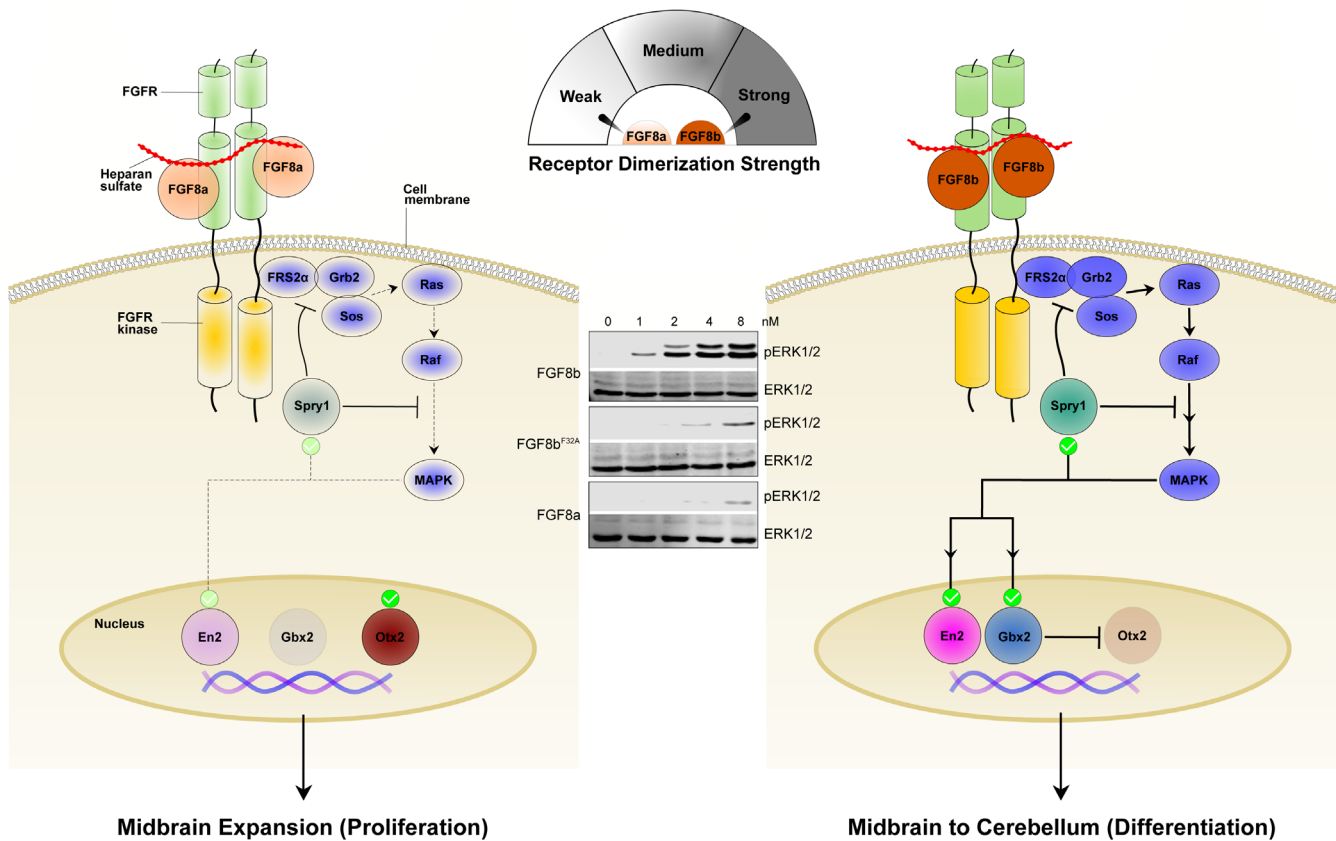 Weak
Medium
Strong
FGF8a
FGF8b
Receptor Dimerization Strength
FGFR
Heparan
sulfate
FGF8a
FGF8a
Cell
membrane
FRS2α
Grb2
Sos
Ras
FGFR
kinase
Raf
Spry1
MAPK
Nucleus
En2
Gbx2
Otx2
Midbrain Expansion (Proliferation)
0 1 2 4 8 nM
FGF8b
pERK1/2
ERK1/2
FGF8bF32A
pERK1/2
ERK1/2
FGF8a
pERK1/2
ERK1/2
FGF8b
FGF8b
FRS2α
Grb2
Sos
Ras
Raf
Spry1
MAPK
En2
Gbx2
Otx2
Midbrain to Cerebellum (Differentiation)